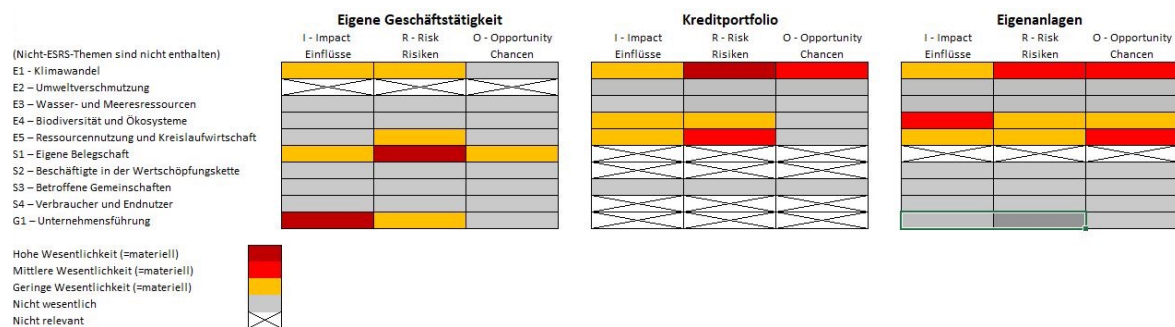 Eigene Geschäftstätigkeit Kreditportfolio Eigenanlagen
I - Impact R - Risk O - Opportunity I - Impact R - Risk O - Opportunity I - Impact R - Risk O - Opportunity
(Nicht-ESRS-Themen sind nicht enthalten) Einflüsse Risiken Chancen Einflüsse Risiken Chancen Einflüsse Risiken Chancen
E1 - Klimawandel
E2 – Umweltverschmutzung
E3 – Wasser- und Meeresressourcen
E4 – Biodiversität und Ökosysteme
E5 – Ressourcennutzung und Kreislaufwirtschaft
S1 – Eigene Belegschaft
S2 – Beschäftigte in der Wertschöpfungskette
S3 – Betroffene Gemeinschaften
S4 – Verbraucher und Endnutzer
G1 – Unternehmensführung
Hohe Wesentlichkeit (=materiell)
Mittlere Wesentlichkeit (=materiell)
Geringe Wesentlichkeit (=materiell)
Nicht wesentlich
Nicht relevant